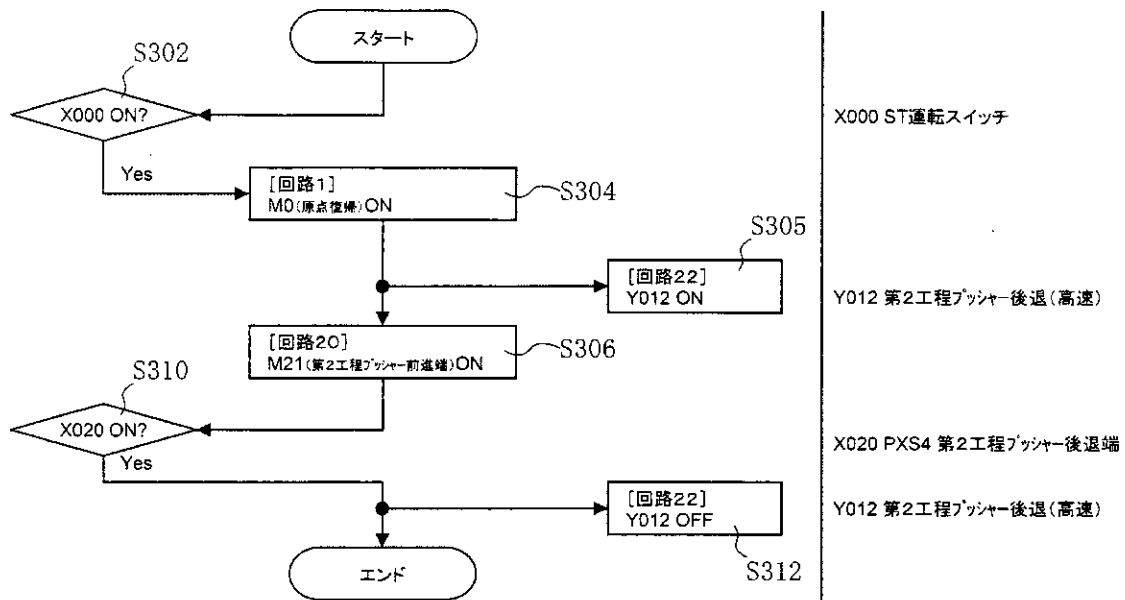 スタート
S302
X000 ON?
X000 ST運転スイッチ
Yes
[回路1]
M0(原点復帰)ON
S304
S305
[回路22]
Y012 ON
Y012 第2工程プッシャー後退(高速)
[回路20]
M21(第2工程プッシャー前進端)ON
S306
S310
X020 ON?
X020 PXS4 第2工程プッシャー後退端
Yes
[回路22]
Y012 OFF
Y012 第2工程プッシャー後退(高速)
エンド
S312